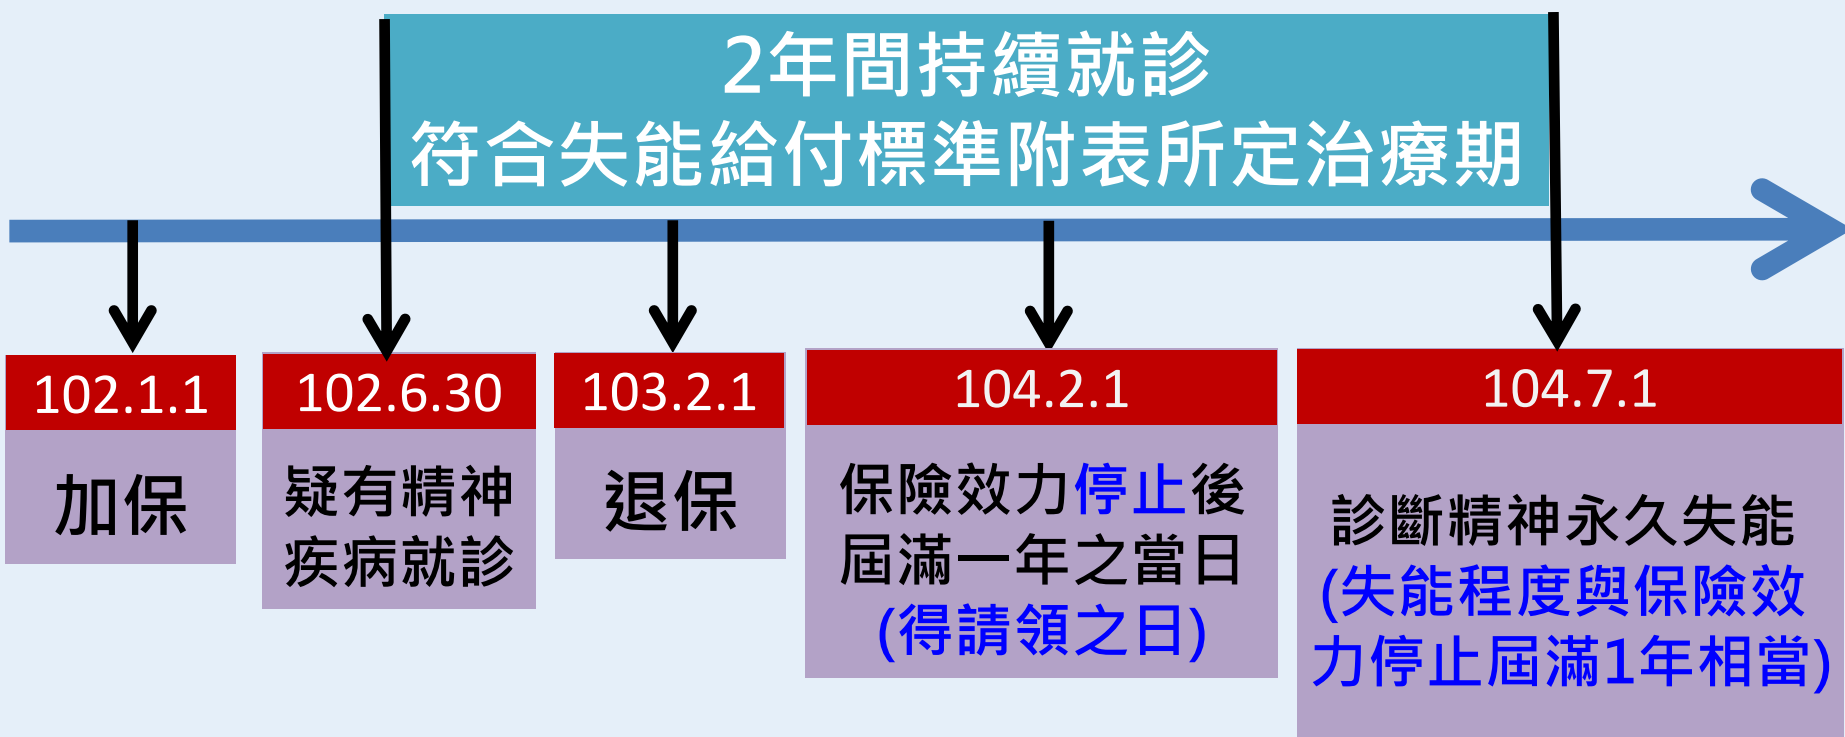 2年間持續就診
符合失能給付標準附表所定治療期
102.1.1
加保
102.6.30
疑有精神
疾病就診
103.2.1
退保
104.2.1
保險效力停止後
屆滿一年之當日
(得請領之日)
104.7.1
診斷精神永久失能
(失能程度與保險效
力停止屆滿1年相當)